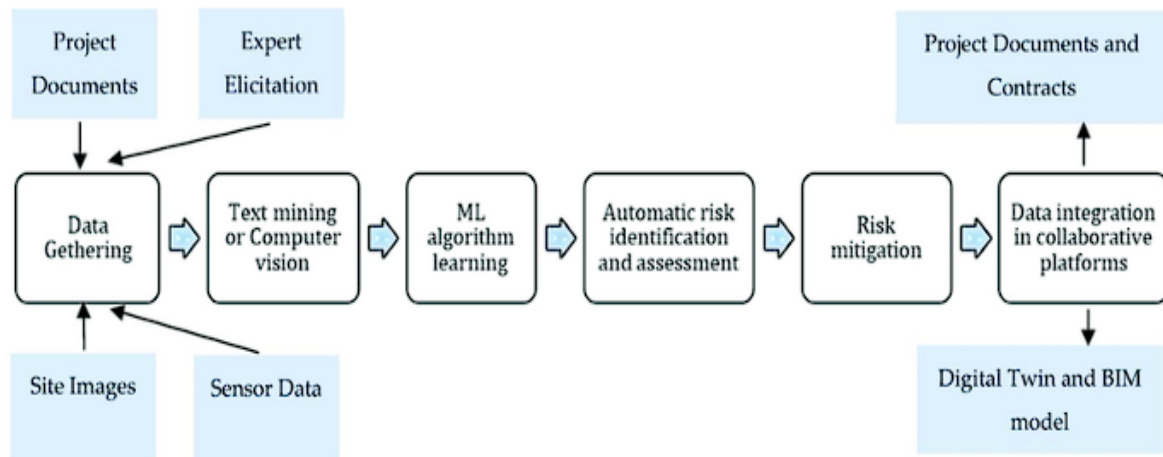 Project
Documents
Expert
Elicitation
Project Documents and
Contracts
Data
Gethering
Text mining
or Computer
vision
ML
algorithm
learning
Automatic risk
identification
and assessment
Risk
mitigation
Data integration
in collaborative
platforms
Site Images
Sensor Data
Digital Twin and BIM
model